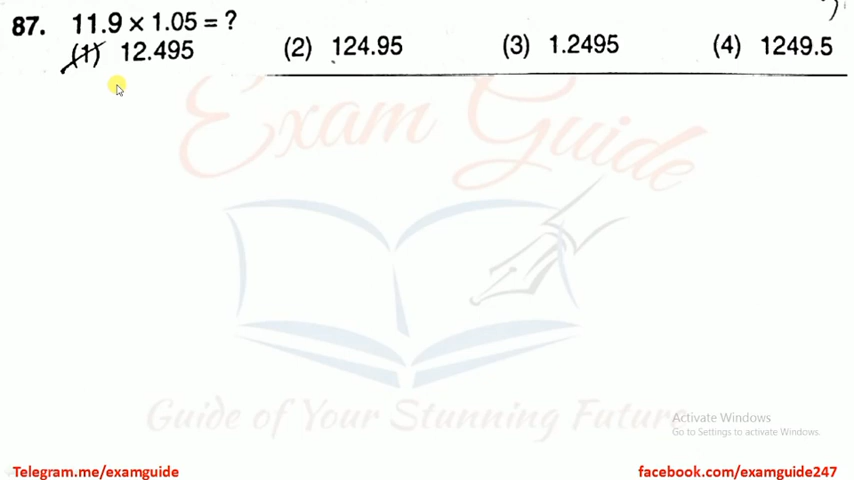 87. 11.9 × 1.05 = ?
(1) 12.495 (2) 124.95 (3) 1.2495 (4) 1249.5
Exam Guide
Guide of Your Stunning Future
Activate Windows
Go to Settings to activate Windows.
Telegram.me/examguide facebook.com/examguide247